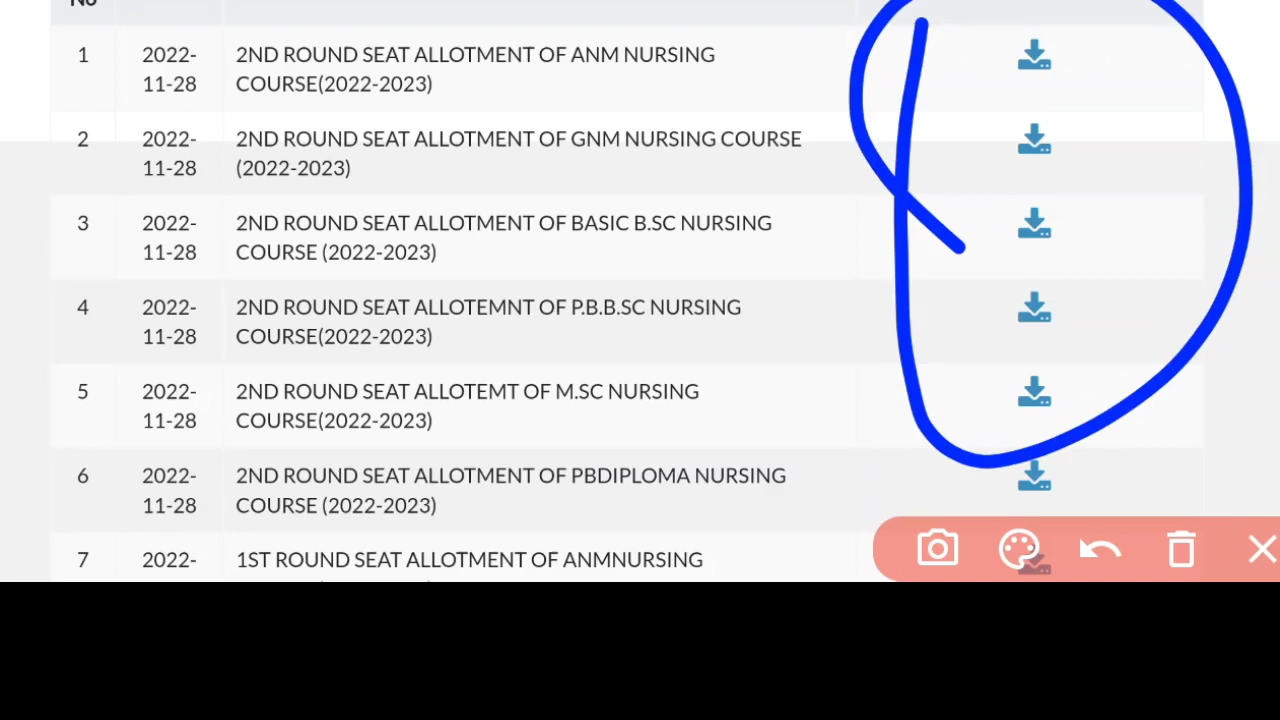 No
1 2022- 2ND ROUND SEAT ALLOTMENT OF ANM NURSING
11-28 COURSE(2022-2023)
2 2022- 2ND ROUND SEAT ALLOTMENT OF GNM NURSING COURSE
11-28 (2022-2023)
3 2022- 2ND ROUND SEAT ALLOTMENT OF BASIC B.SC NURSING
11-28 COURSE (2022-2023)
4 2022- 2ND ROUND SEAT ALLOTEMNT OF P.B.B.SC NURSING
11-28 COURSE(2022-2023)
5 2022- 2ND ROUND SEAT ALLOTEMT OF M.SC NURSING
11-28 COURSE(2022-2023)
6 2022- 2ND ROUND SEAT ALLOTMENT OF PBDIPLOMA NURSING
11-28 COURSE (2022-2023)
7 2022- 1ST ROUND SEAT ALLOTMENT OF ANMNURSING